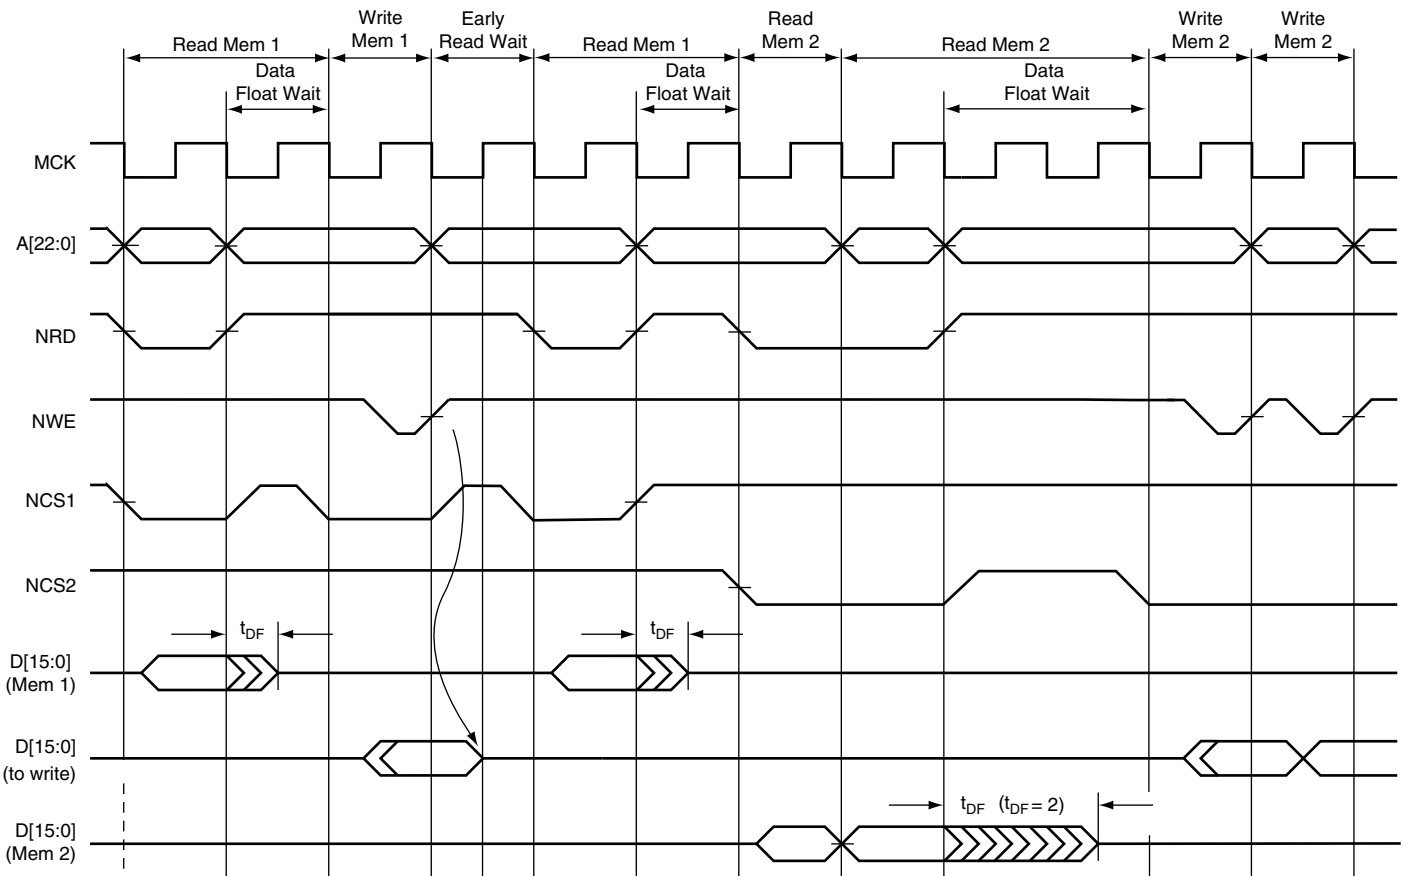 Write
Mem 1
Early
Read Wait
Read
Mem 2
Write
Mem 2
Write
Mem 2
Read Mem 1
Read Mem 1
Read Mem 2
Data
Float Wait
Data
Float Wait
Data
Float Wait
MCK
A[22:0]
NRD
NWE
NCS1
NCS2
tDF
tDF
D[15:0]
(Mem 1)
D[15:0]
(to write)
tDF (tDF = 2)
D[15:0]
(Mem 2)